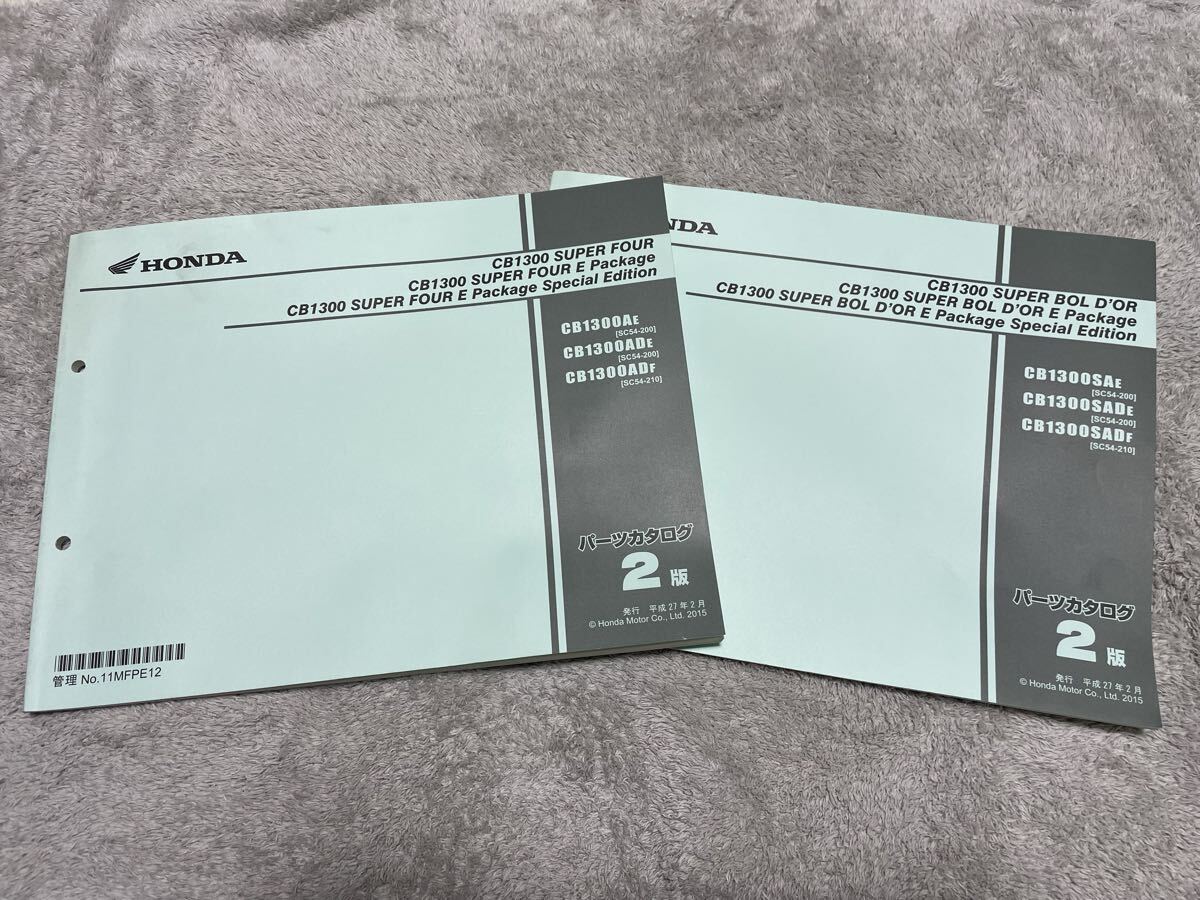 HONDA
CB1300 SUPER FOUR
CB1300 SUPER FOUR E Package
CB1300 SUPER FOUR E Package Special Edition
CB1300AE
[SC54-200]
CB1300ADE
[SC54-200]
CB1300ADF
[SC54-210]
パーツカタログ
2版
発行 平成27年2月
© Honda Motor Co., Ltd. 2015
管理 No.11MFPE12
NDA
CB1300 SUPER BOL D'OR
CB1300 SUPER BOL D'OR E Package
CB1300 SUPER BOL D'OR E Package Special Edition
CB1300SAE
[SC54-200]
CB1300SADE
[SC54-200]
CB1300SADF
[SC54-210]
パーツカタログ
2版
発行 平成27年2月
© Honda Motor Co., Ltd. 2015